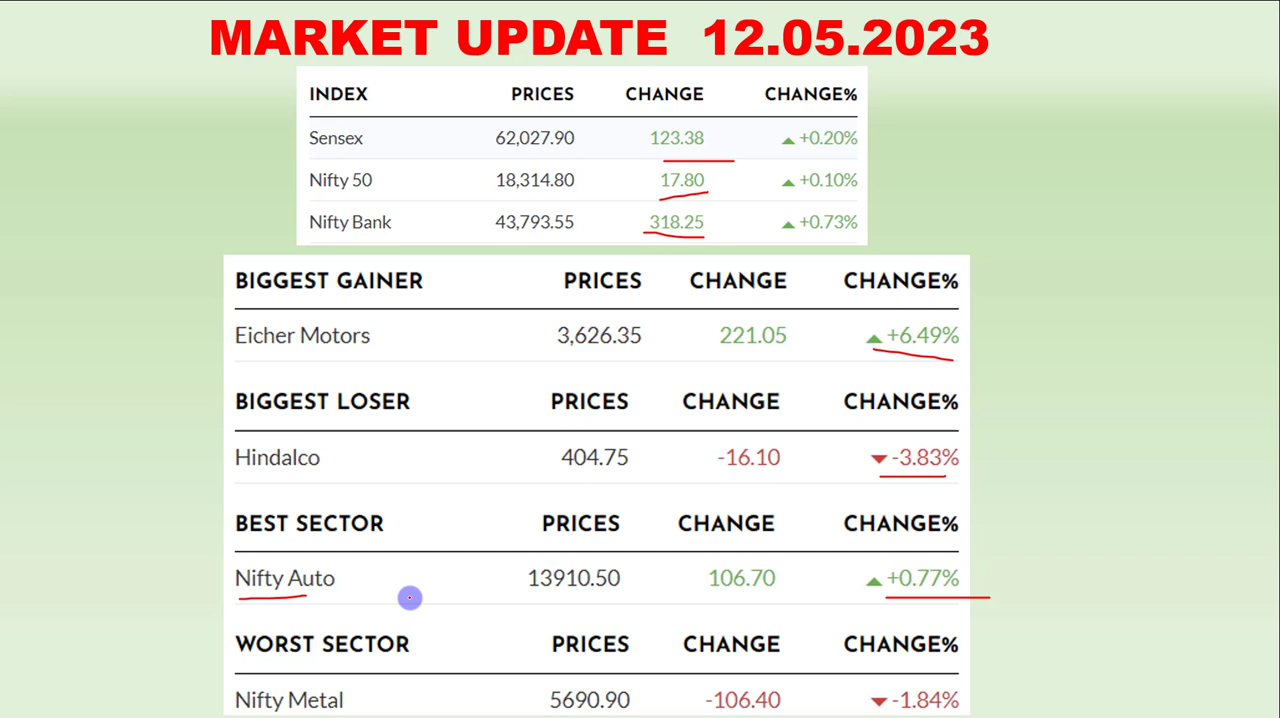 MARKET UPDATE 12.05.2023
INDEX PRICES CHANGE CHANGE%
Sensex 62,027.90 123.38 ▲ +0.20%
Nifty 50 18,314.80 17.80 ▲ +0.10%
Nifty Bank 43,793.55 318.25 ▲ +0.73%
BIGGEST GAINER PRICES CHANGE CHANGE%
Eicher Motors 3,626.35 221.05 ▲ +6.49%
BIGGEST LOSER PRICES CHANGE CHANGE%
Hindalco 404.75 -16.10 ▼ -3.83%
BEST SECTOR PRICES CHANGE CHANGE%
Nifty Auto 13910.50 106.70 ▲ +0.77%
WORST SECTOR PRICES CHANGE CHANGE%
Nifty Metal 5690.90 -106.40 ▼ -1.84%